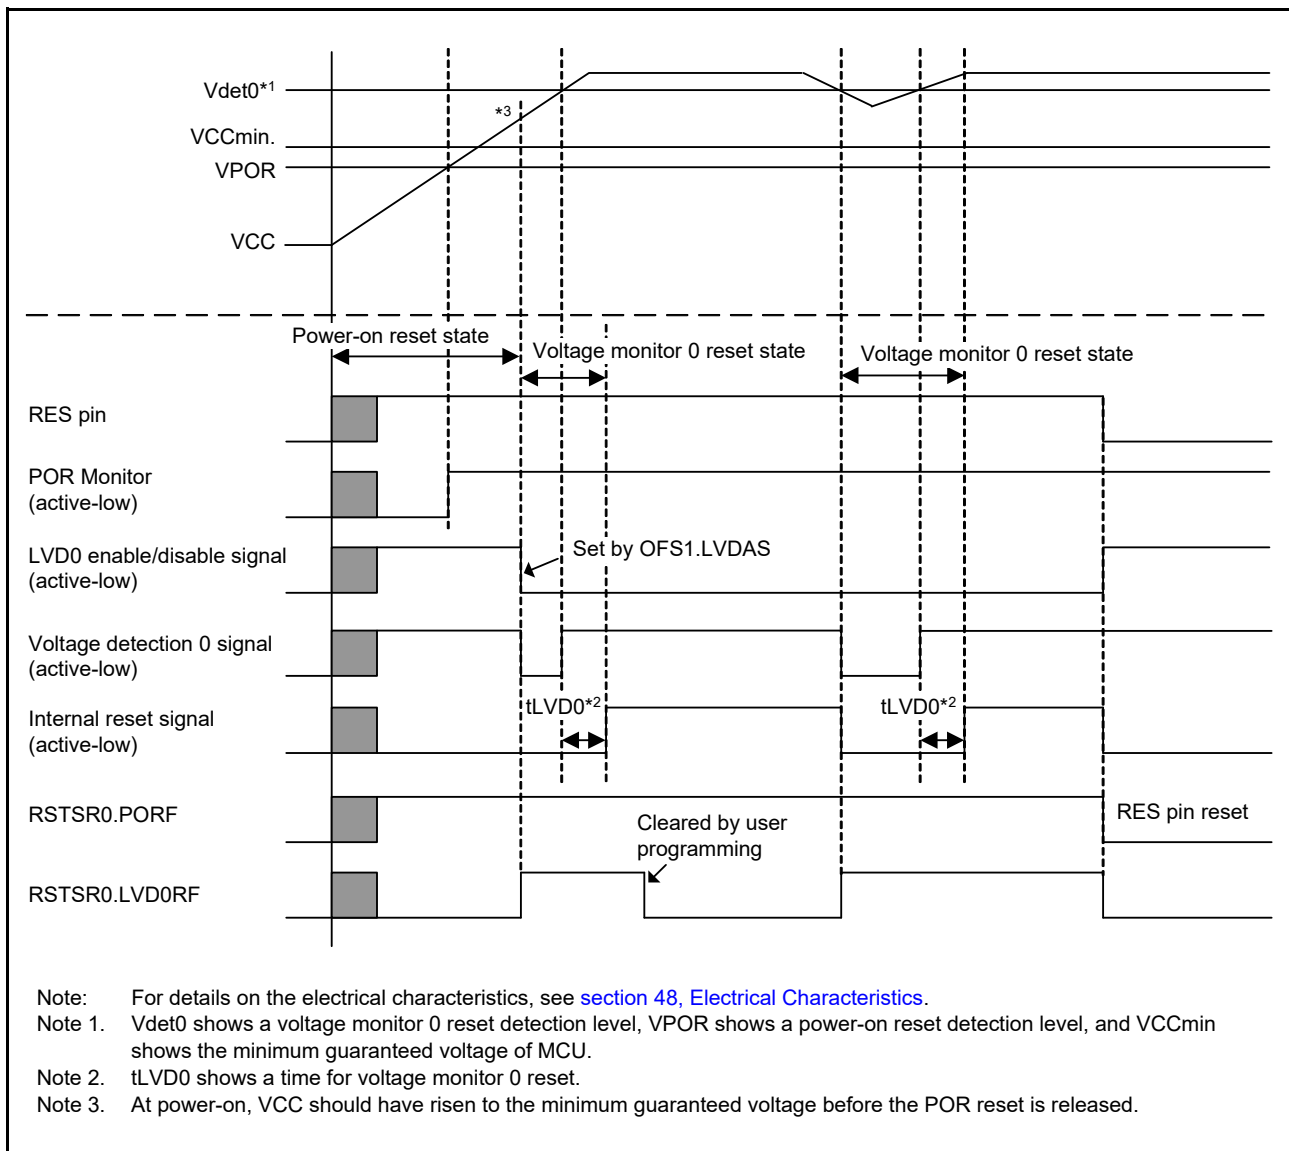 Vdet0*1
*3
VCCmin.
VPOR
VCC
Power-on reset state
Voltage monitor 0 reset state
Voltage monitor 0 reset state
RES pin
POR Monitor
(active-low)
LVD0 enable/disable signal
(active-low)
Set by OFS1.LVDAS
Voltage detection 0 signal
(active-low)
tLVD0*2
tLVD0*2
Internal reset signal
(active-low)
RSTSR0.PORF
RES pin reset
Cleared by user
programming
RSTSR0.LVD0RF
Note: For details on the electrical characteristics, see section 48, Electrical Characteristics.
Note 1. Vdet0 shows a voltage monitor 0 reset detection level, VPOR shows a power-on reset detection level, and VCCmin
shows the minimum guaranteed voltage of MCU.
Note 2. tLVD0 shows a time for voltage monitor 0 reset.
Note 3. At power-on, VCC should have risen to the minimum guaranteed voltage before the POR reset is released.